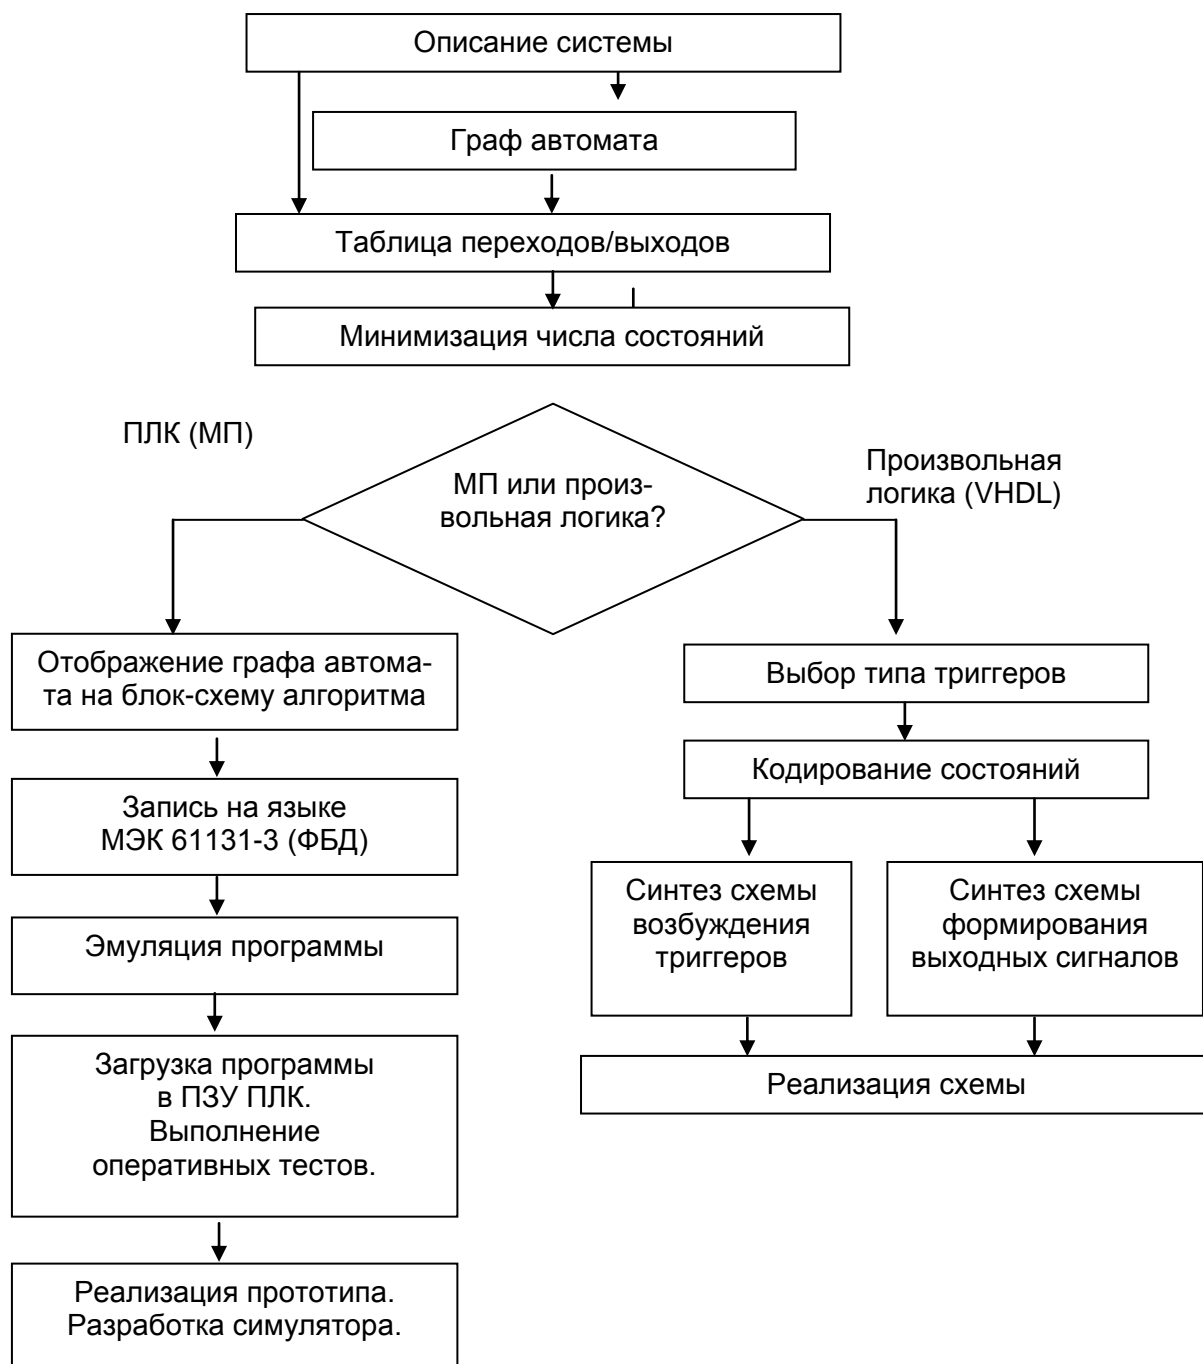 Описание системы
Граф автомата
Таблица переходов/выходов
Минимизация числа состояний
ПЛК (МП)
МП или произ-
вольная логика?
Произвольная
логика (VHDL)
Отображение графа автома-
та на блок-схему алгоритма
Запись на языке
МЭК 61131-3 (ФБД)
Эмуляция программы
Загрузка программы
в ПЗУ ПЛК.
Выполнение
оперативных тестов.
Реализация прототипа.
Разработка симулятора.
Выбор типа триггеров
Кодирование состояний
Синтез схемы
возбуждения
триггеров
Синтез схемы
формирования
выходных сигналов
Реализация схемы